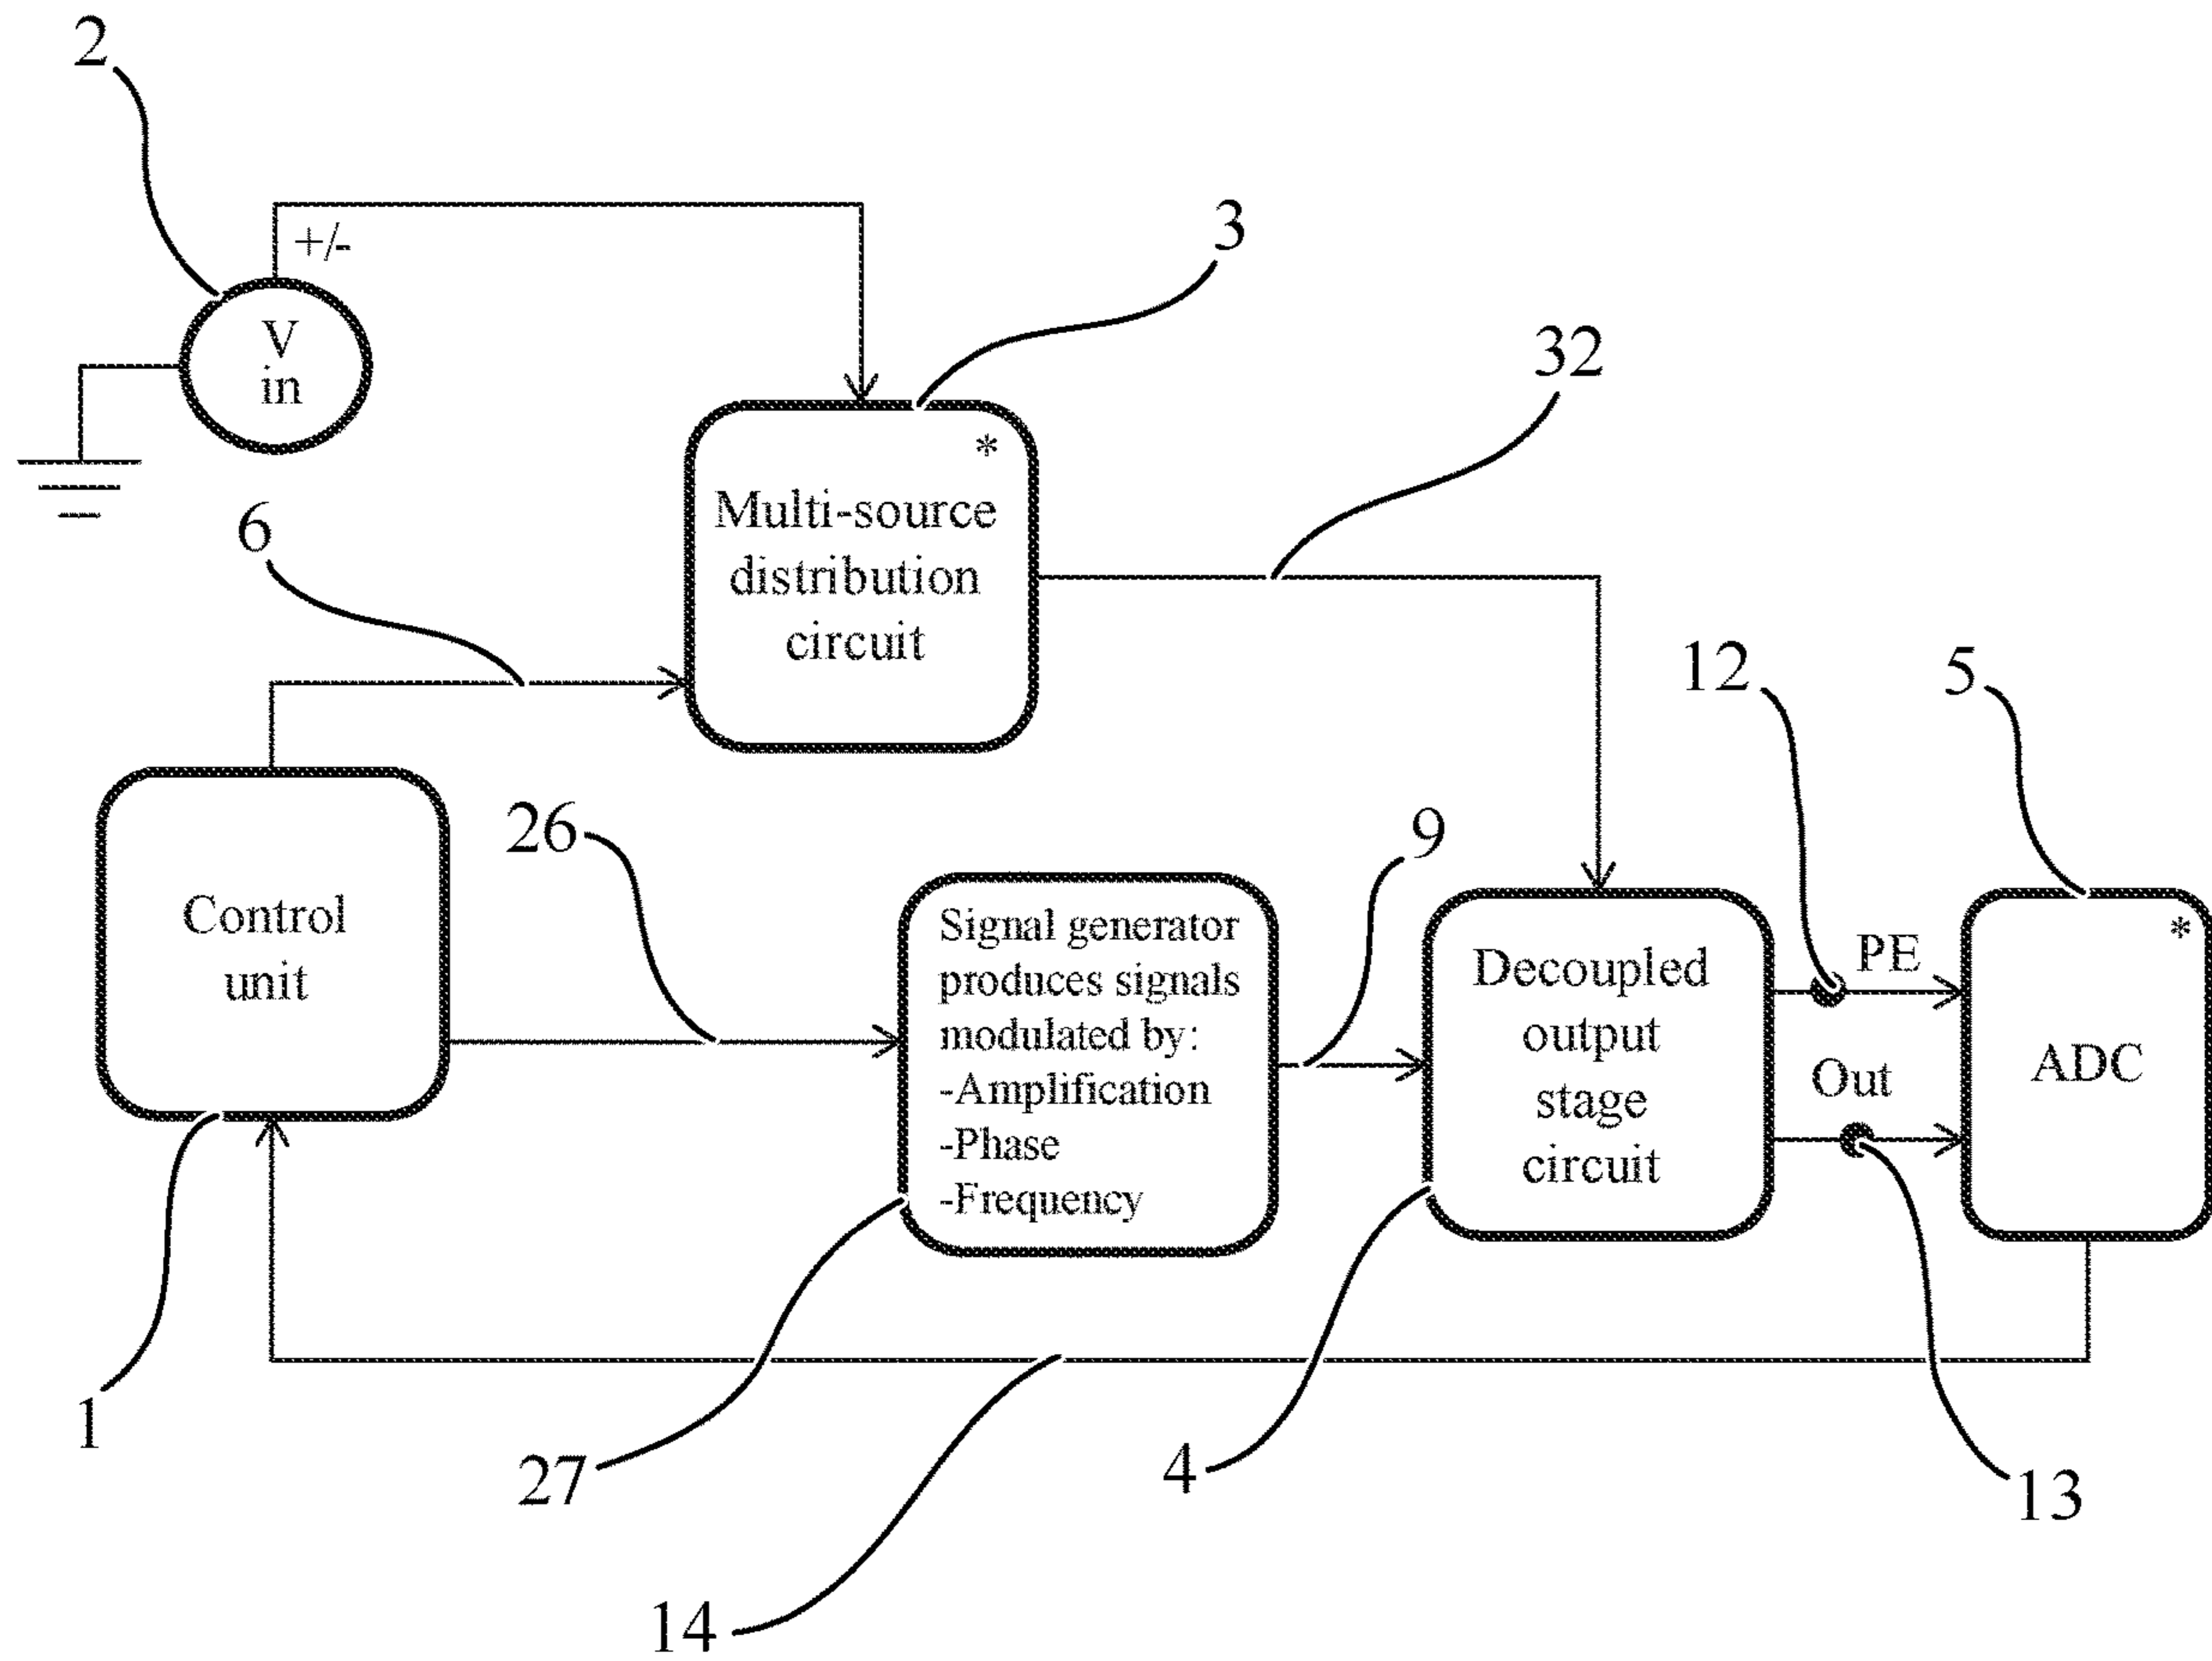 2
+/-
3
V
in
32
*
Multi-source
distribution
circuit
6
12
5
26
9
Control
unit
Signal generator
produces signals
modulated by:
-Amplification
-Phase
-Frequency
Decoupled
output
stage
circuit
PE
Out
*
ADC
1
27
4
13
14